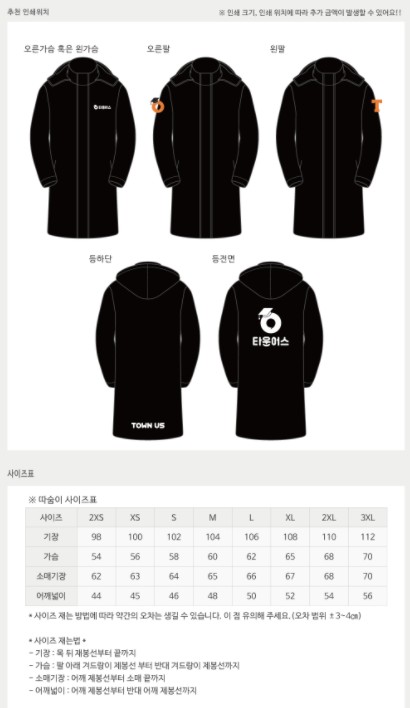 추천 인쇄위치
※ 인쇄 크기, 인쇄 위치에 따라 추가 금액이 발생할 수 있어요!!
오른가슴 혹은 왼가슴 오른팔 왼팔
타운어스
T
등하단 등전면
타운어스
TOWN US
사이즈표
※ 따숨이 사이즈표
사이즈 2XS XS S M L XL 2XL 3XL
기장 98 100 102 104 106 108 110 112
가슴 54 56 58 60 62 65 68 70
소매기장 62 63 64 65 66 67 68 70
어깨넓이 44 45 46 48 50 52 54 56
* 사이즈 재는 방법에 따라 약간의 오차는 생길 수 있습니다. 이 점 유의해 주세요. (오차 범위 ±3~4㎝)
* 사이즈 재는법 *
- 기장 : 목 뒤 재봉선부터 끝까지
- 가슴 : 팔 아래 겨드랑이 재봉선 부터 반대 겨드랑이 재봉선까지
- 소매기장 : 어깨 재봉선부터 소매 끝까지
- 어깨넓이 : 어깨 재봉선부터 반대 어깨 재봉선까지